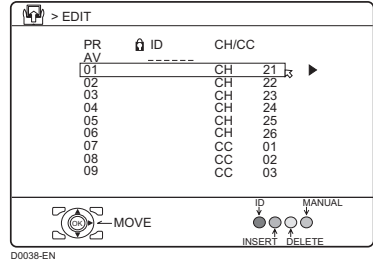 > EDIT
PR ID CH/CC
AV ------
01 CH 21
02 CH 22
03 CH 23
04 CH 24
05 CH 25
06 CH 26
07 CC 01
08 CC 02
09 CC 03
ID MANUAL
OK MOVE
INSERT DELETE
D0038-EN